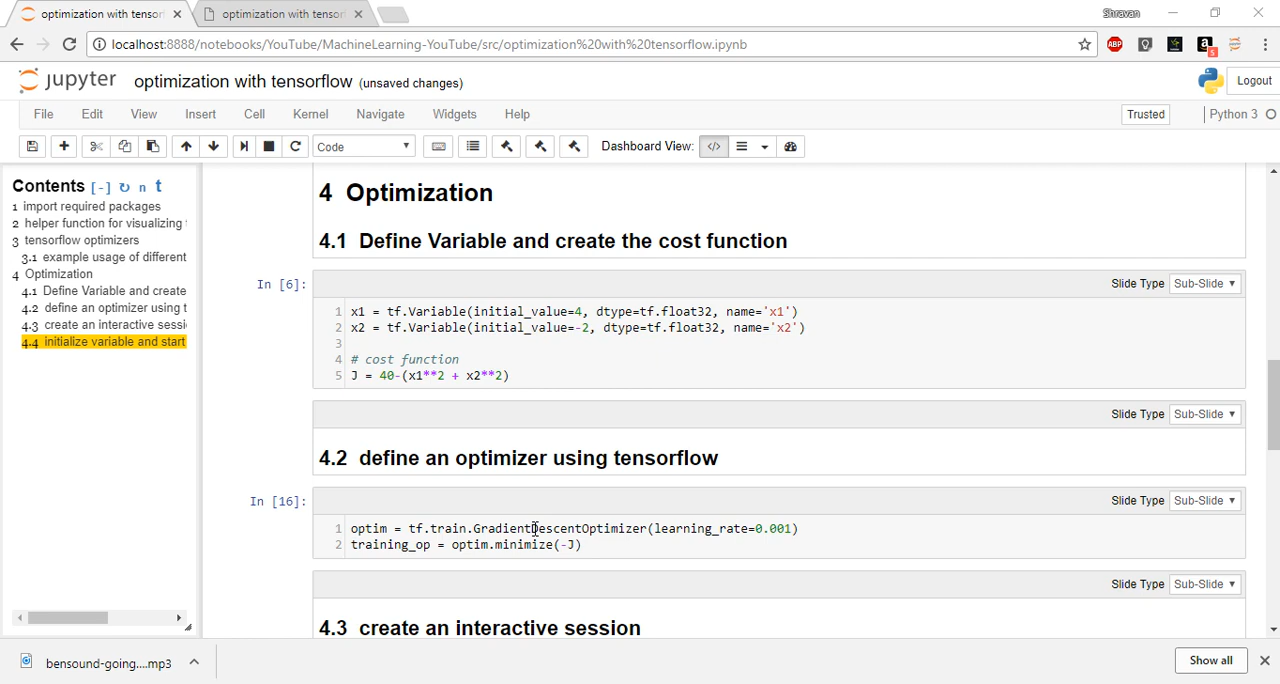 optimization with tensor
optimization with tensor
Shravan
localhost:8888/notebooks/YouTube/MachineLearning-YouTube/src/optimization%20with%20tensorflow.ipynb
ABP
a
5
jupyter optimization with tensorflow (unsaved changes)
Logout
File Edit View Insert Cell Kernel Navigate Widgets Help
Trusted
Python 3
Code
Dashboard View:
Contents [-] n t
1 import required packages
2 helper function for visualizing
3 tensorflow optimizers
3.1 example usage of different
4 Optimization
4.1 Define Variable and create
4.2 define an optimizer using t
4.3 create an interactive sessi
4.4 initialize variable and start
4 Optimization
4.1 Define Variable and create the cost function
In [6]:
Slide Type Sub-Slide
1 x1 = tf.Variable(initial_value=4, dtype=tf.float32, name='x1')
2 x2 = tf.Variable(initial_value=-2, dtype=tf.float32, name='x2')
3
4 # cost function
5 J = 40-(x1**2 + x2**2)
Slide Type Sub-Slide
4.2 define an optimizer using tensorflow
In [16]:
Slide Type Sub-Slide
1 optim = tf.train.GradientDescentOptimizer(learning_rate=0.001)
2 training_op = optim.minimize(-J)
Slide Type Sub-Slide
4.3 create an interactive session
bensound-going....mp3
Show all